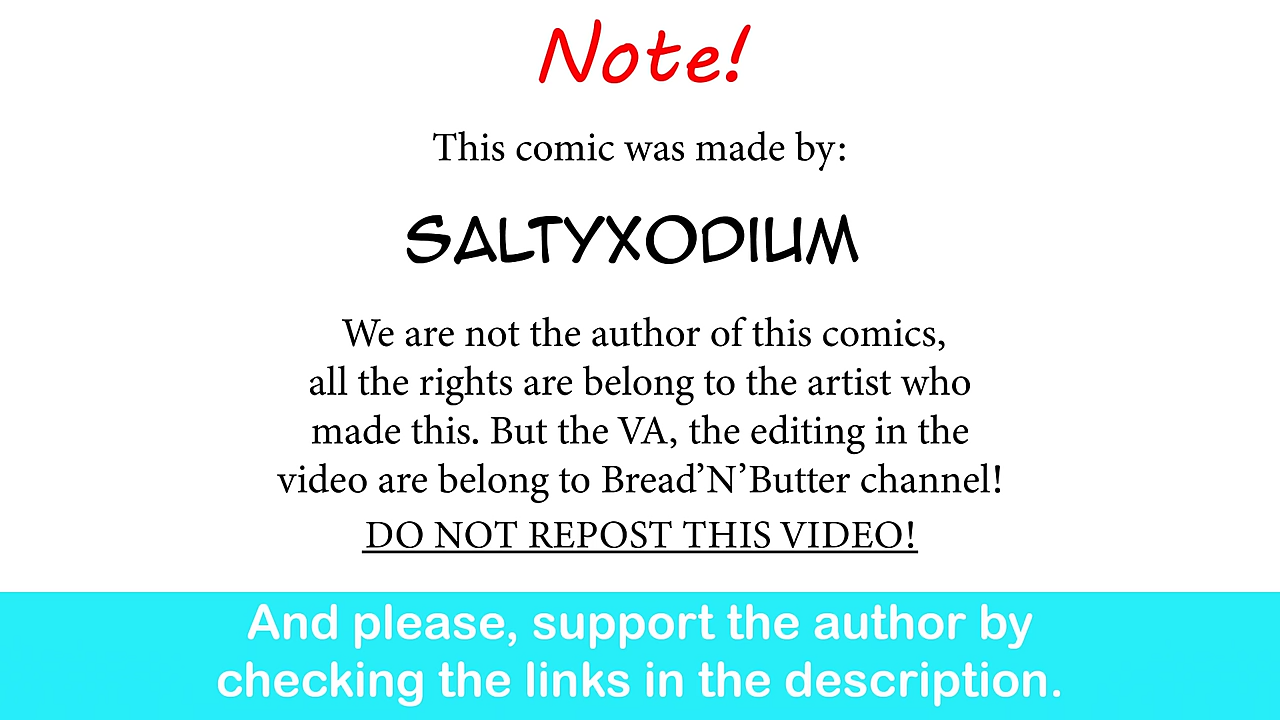 Note!
This comic was made by:
SALTYXODIUM
We are not the author of this comics,
all the rights are belong to the artist who
made this. But the VA, the editing in the
video are belong to Bread’N’Butter channel!
DO NOT REPOST THIS VIDEO!
And please, support the author by
checking the links in the description.